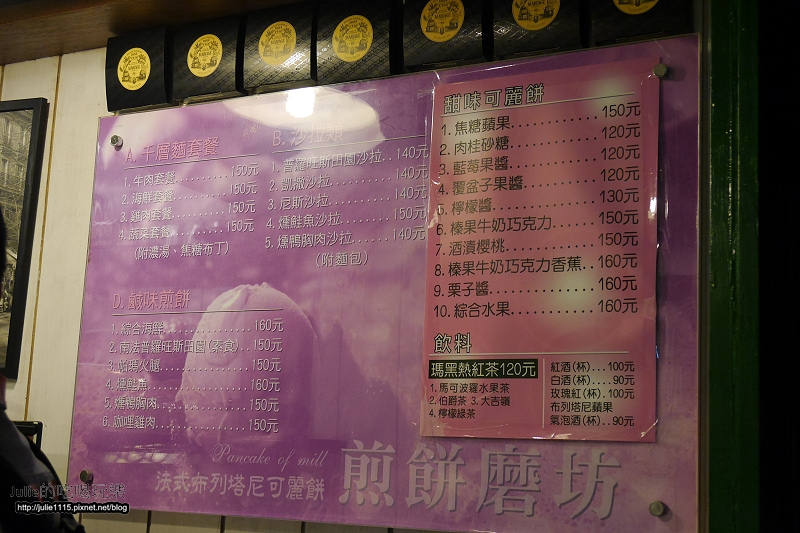 A. 千層麵套餐
1. 牛肉套餐..............150元
2. 海鮮套餐..............150元
3. 雞肉套餐..............150元
4. 蔬菜套餐..............150元
(附濃湯、焦糖布丁)
B. 沙拉類
1. 普羅旺斯田園沙拉..140元
2. 凱撒沙拉..............140元
3. 尼斯沙拉..............140元
4. 燻鮭魚沙拉...........150元
5. 燻鴨胸肉沙拉........140元
(附麵包)
D. 鹹味煎餅
1. 綜合海鮮..............160元
2. 南法普羅旺斯田園(素食)..150元
3. 帕瑪火腿..............150元
4. 燻鮭魚..............160元
5. 燻鴨胸肉..............150元
6. 咖哩雞肉..............150元
Pancake of mill
法式布列塔尼可麗餅
煎餅磨坊
甜味可麗餅
1. 焦糖蘋果..............150元
2. 肉桂砂糖..............120元
3. 藍莓果醬..............120元
4. 覆盆子果醬...........120元
5. 檸檬醬..............130元
6. 榛果牛奶巧克力......150元
7. 酒漬櫻桃..............150元
8. 榛果牛奶巧克力香蕉..160元
9. 栗子醬..............160元
10. 綜合水果............160元
飲料
瑪黑熱紅茶120元
1. 馬可波羅水果茶
2. 伯爵茶 3. 大吉嶺
4. 檸檬綠茶
紅酒(杯)...100元
白酒(杯)....90元
玫瑰紅(杯)..100元
布列塔尼蘋果
氣泡酒(杯)..90元
http://julie1115.pixnet.net/blog